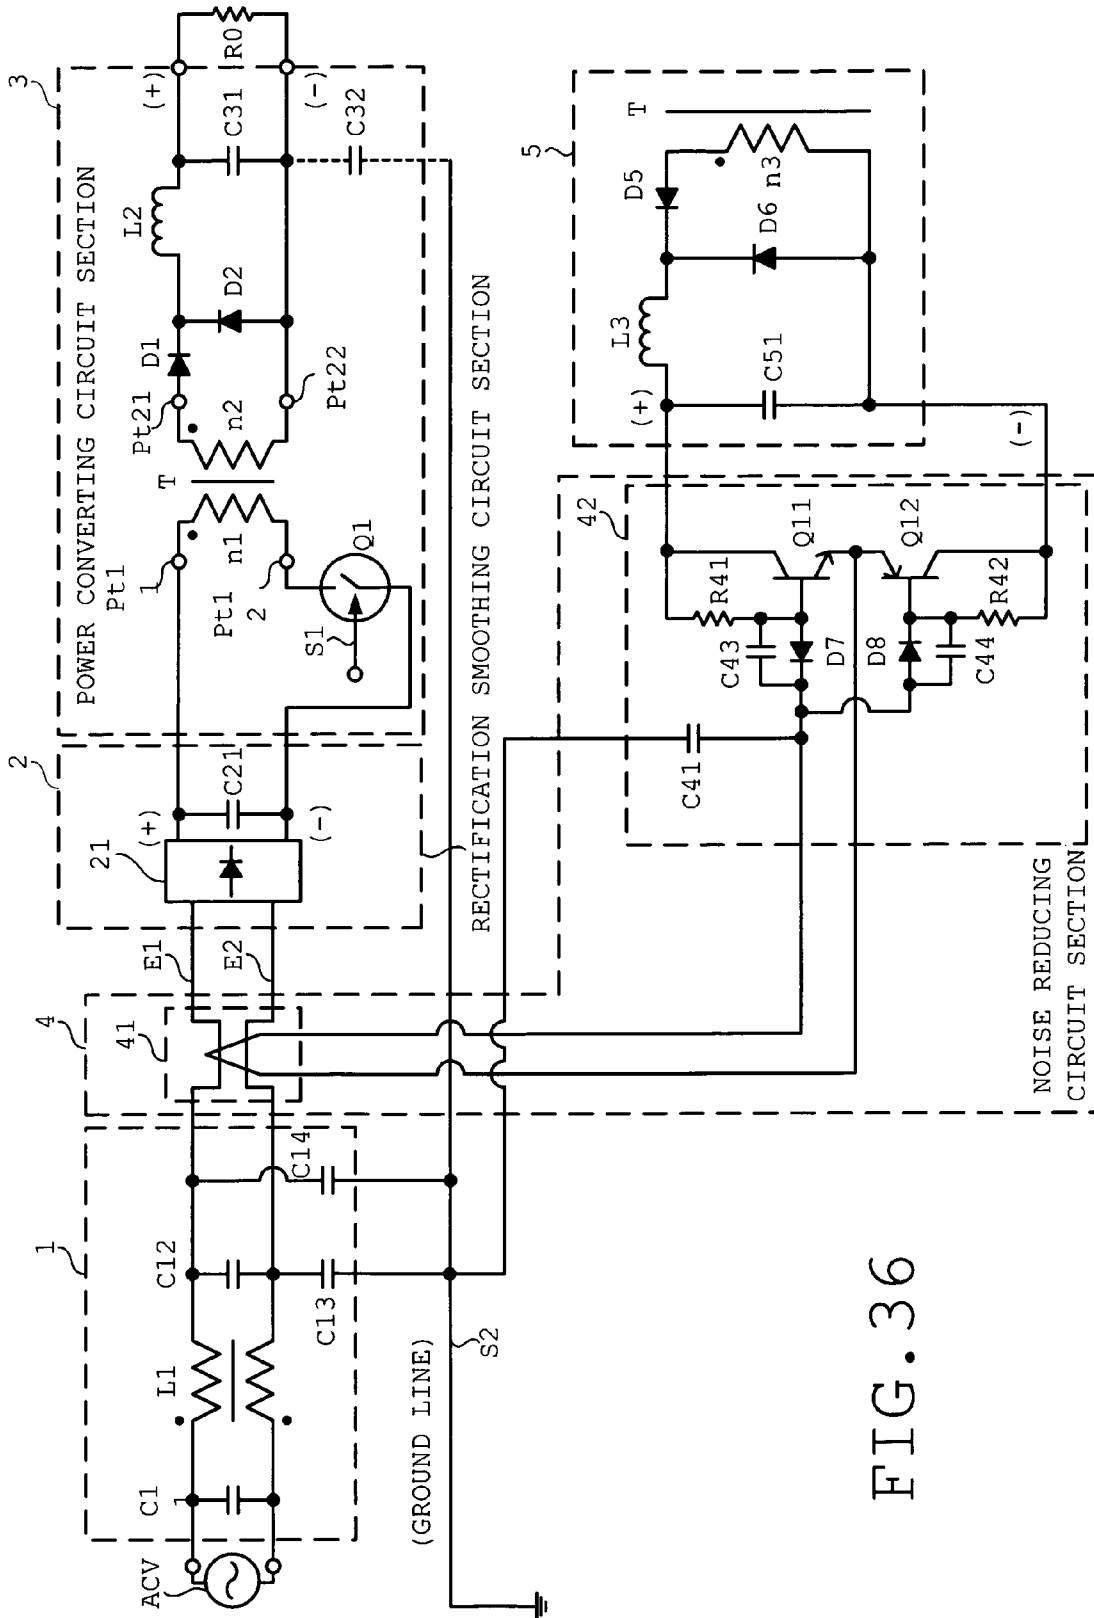 3
POWER CONVERTING CIRCUIT SECTION
(+)
R0
(-)
C31
C32
L2
D2
D1
Pt21
Pt22
n2
T
n1
Pt1
1
Pt1
2
Q1
S1
2
21
(+)
C21
(-)
RECTIFICATION SMOOTHING CIRCUIT SECTION
E1
E2
4
41
1
C14
C12
C13
L1
C1
1
ACV
(GROUND LINE)
S2
5
T
D5
D6
n3
L3
C51
(+)
(-)
42
Q11
Q12
R41
R42
C43
D7
D8
C44
C41
NOISE REDUCING
CIRCUIT SECTION
FIG.36